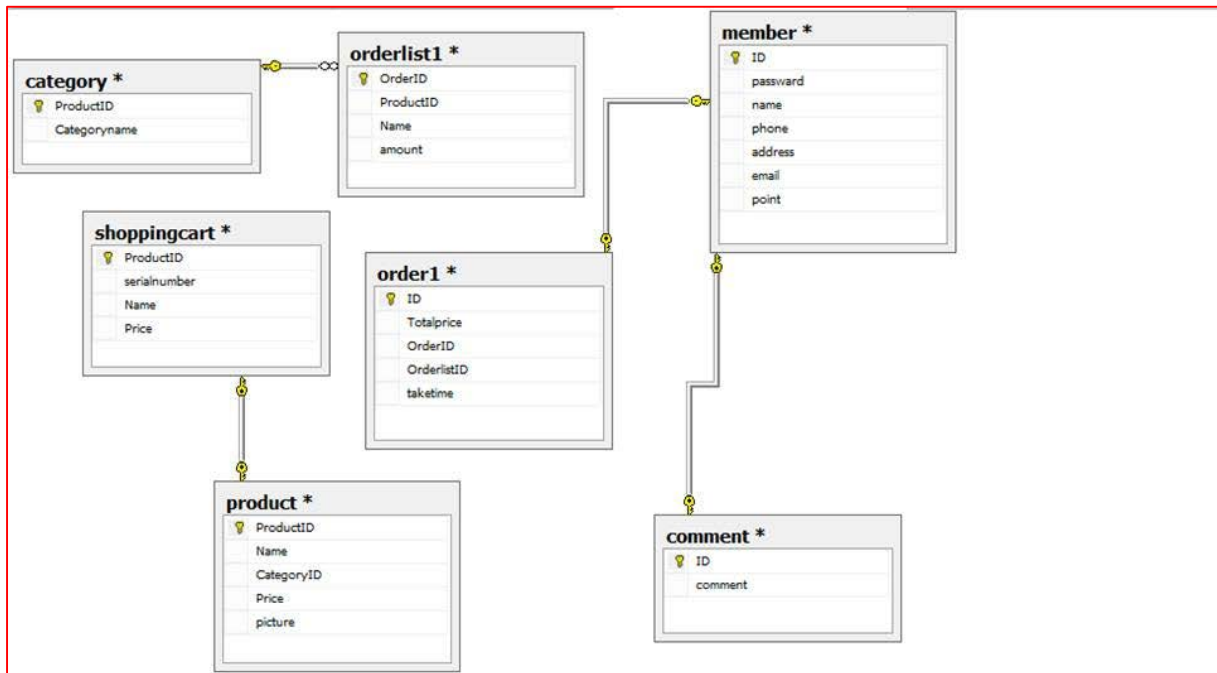 category *
ProductID
Categoryname
orderlist1 *
OrderID
ProductID
Name
amount
member *
ID
passward
name
phone
address
email
point
shoppingcart *
ProductID
serialnumber
Name
Price
order1 *
ID
Totalprice
OrderID
OrderlistID
taketime
product *
ProductID
Name
CategoryID
Price
picture
comment *
ID
comment